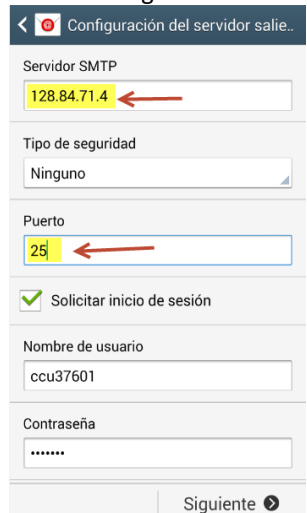 Configuración del servidor salie..
Servidor SMTP
128.84.71.4
Tipo de seguridad
Ninguno
Puerto
25
Solicitar inicio de sesión
Nombre de usuario
ccu37601
Contraseña
•••••••
Siguiente